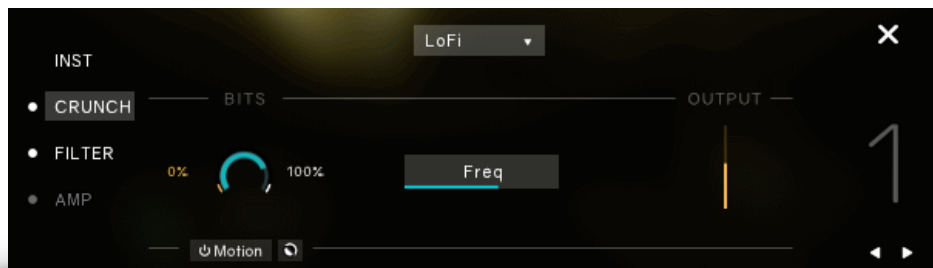 LoFi
INST
CRUNCH
FILTER
AMP
BITS
0%
100%
Freq
OUTPUT
Motion
1